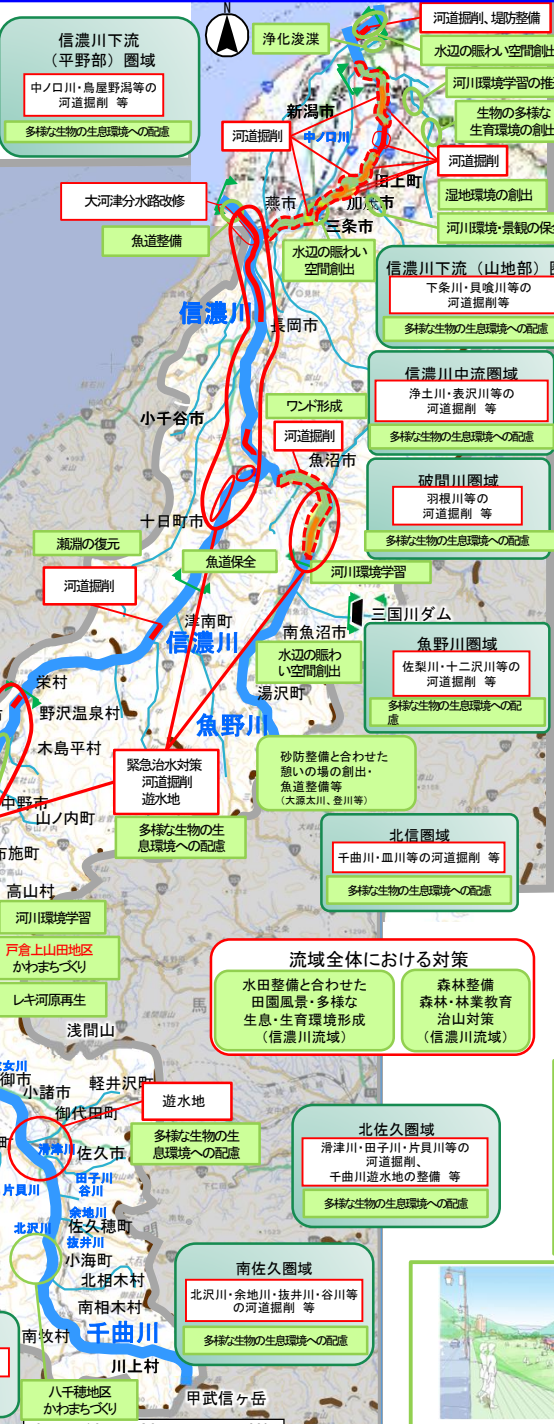 N
信濃川下流
（平野部）圏域
中ノ口川・鳥屋野潟等の
河道掘削 等
多様な生物の生息環境への配慮
浄化浚渫
河道掘削、堤防整備
水辺の賑わい空間創出
河川環境学習の推
生物の多様な
生育環境の創出
新潟市
中ノ口川
河道掘削
河道掘削
田上町
加茂市
湿地環境の創出
大河津分水路改修
燕市
三条市
河川環境・景観の保全
魚道整備
水辺の賑わい
空間創出
信濃川下流（山地部）
下条川・貝喰川等の
河道掘削等
多様な生物の生息環境への配慮
信濃川
長岡市
信濃川中流圏域
浄土川・表沢川等の
河道掘削 等
多様な生物の生息環境への配慮
小千谷市
ワンド形成
河道掘削
魚沼市
破間川圏域
羽根川等の
河道掘削 等
多様な生物の生息環境への配慮
十日町市
瀬淵の復元
魚道保全
河川環境学習
河道掘削
津南町
信濃川
三国川ダム
南魚沼市
水辺の賑わ
い空間創出
魚野川圏域
佐梨川・十二沢川等の
河道掘削 等
多様な生物の生息環境への配
慮
栄村
湯沢町
野沢温泉村
魚野川
木島平村
緊急治水対策
河道掘削
遊水地
多様な生物の生
息環境への配慮
砂防整備と合わせた
憩いの場の創出・
魚道整備等
（大源太川、登川等）
中野市
山ノ内町
北信圏域
千曲川・皿川等の河道掘削 等
多様な生物の生息環境への配慮
布施町
高山村
河川環境学習
戸倉上山田地区
かわまちづくり
レキ河原再生
流域全体における対策
水田整備と合わせた
田園風景・多様な
生息・生育環境形成
（信濃川流域）
森林整備
森林・林業教育
治山対策
（信濃川流域）
浅間山
女川
御市
小諸市
軽井沢町
御代田町
遊水地
多様な生物の生
息環境への配慮
滑津川
佐久市
片貝川
田子川
谷川
北佐久圏域
滑津川・田子川・片貝川等の
河道掘削、
千曲川遊水地の整備 等
多様な生物の生息環境への配慮
余地川
北沢川
佐久穂町
抜井川
小海町
北相木村
南相木村
南佐久圏域
北沢川・余地川・抜井川・谷川等
の河道掘削 等
多様な生物の生息環境への配慮
南牧村
千曲川
川上村
八千穂地区
かわまちづくり
甲武信ヶ岳